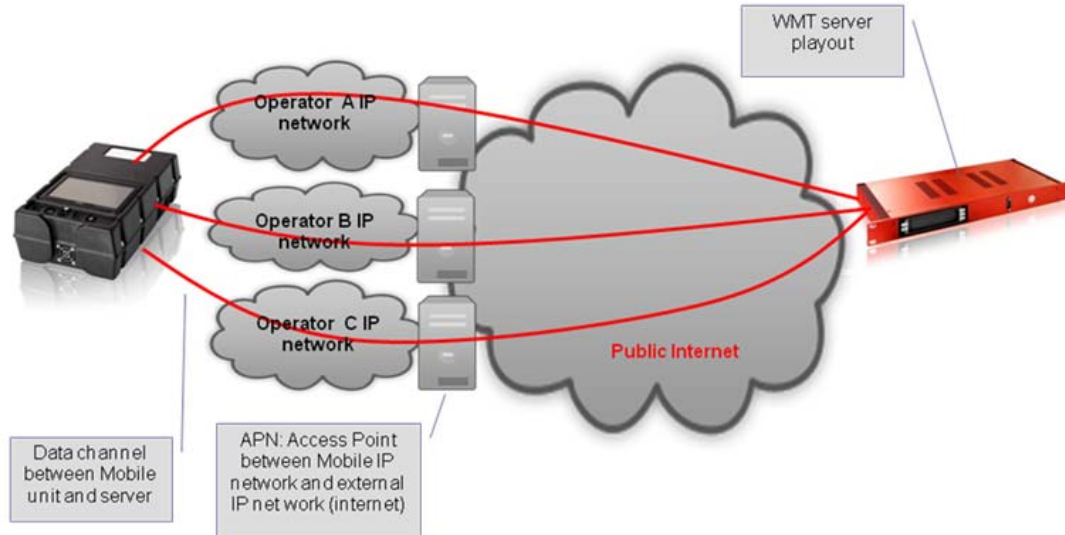 WMT server
playout
Operator A IP
network
Operator B IP
network
Operator C IP
network
Public Internet
Data channel
between Mobile
unit and server
APN: Access Point
between Mobile IP
network and external
IP net work (internet)